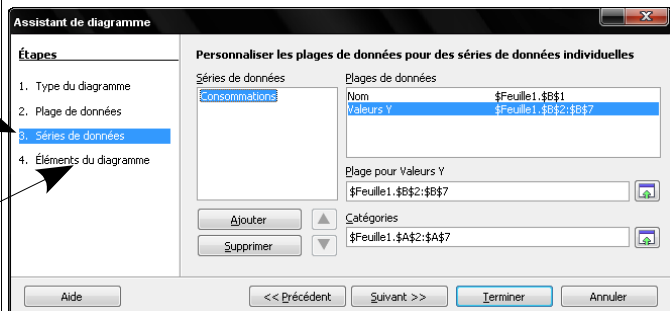 Assistant de diagramme
Étapes
1. Type du diagramme
2. Plage de données
3. Séries de données
4. Éléments du diagramme
Personnaliser les plages de données pour des séries de données individuelles
Séries de données
Consommations
Ajouter
Supprimer
Plages de données
Nom $Feuille1.$B$1
Valeurs Y $Feuille1.$B$2:$B$7
Plage pour Valeurs Y
$Feuille1.$B$2:$B$7
Catégories
$Feuille1.$A$2:$A$7
Aide << Précédent Suivant >> Terminer Annuler